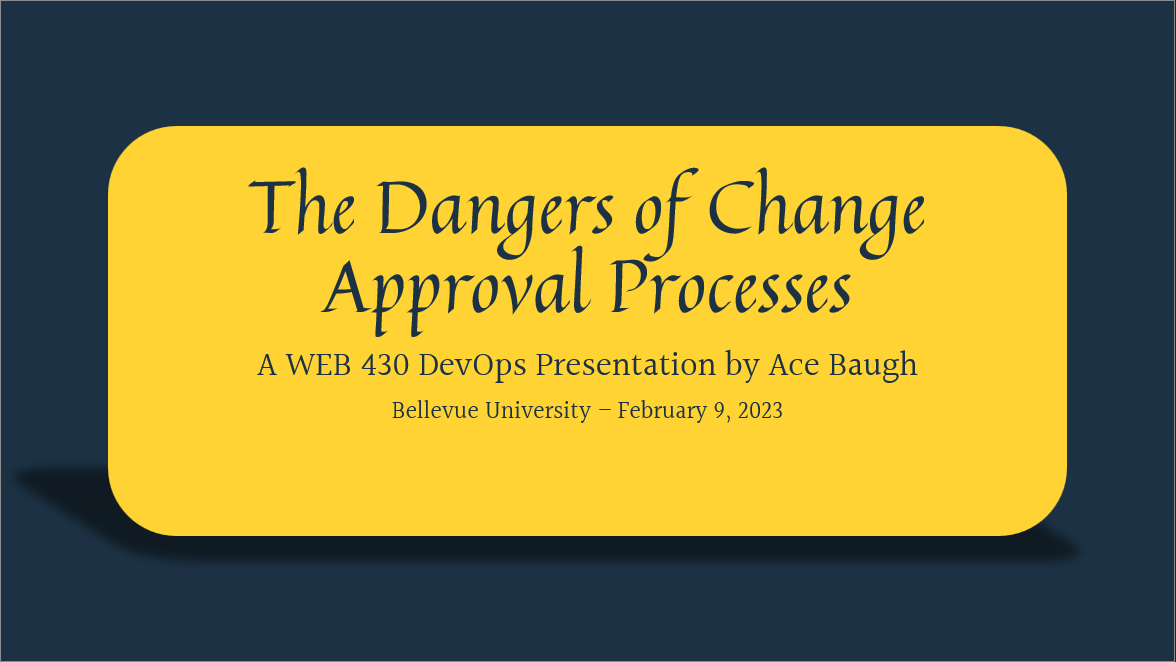 The Dangers of Change
Approval Processes
A WEB 430 DevOps Presentation by Ace Baugh
Bellevue University – February 9, 2023